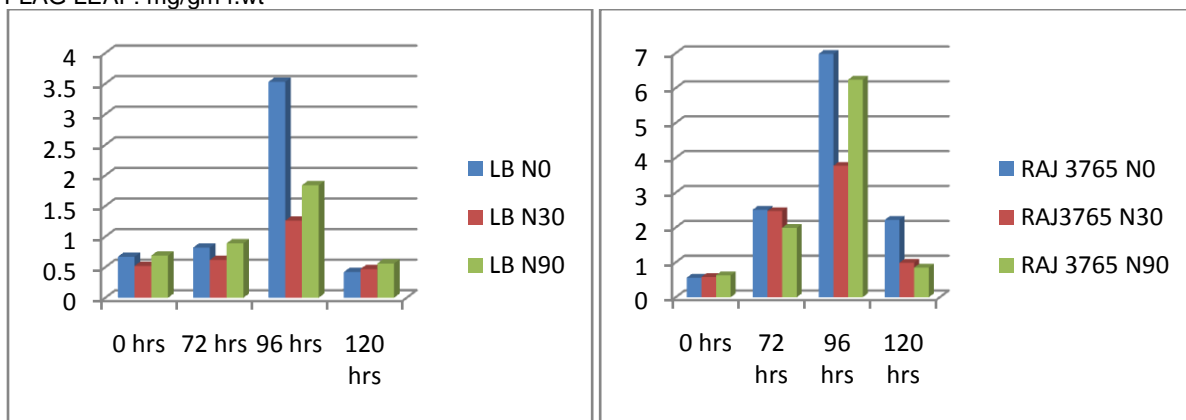 FLAG LEAF: mg/gm f.wt
4
3.5
3
2.5
2
1.5
1
0.5
0
0 hrs 72 hrs 96 hrs 120 hrs
LB N0
LB N30
LB N90
7
6
5
4
3
2
1
0
0 hrs 72 hrs 96 hrs 120 hrs
RAJ 3765 N0
RAJ3765 N30
RAJ 3765 N90